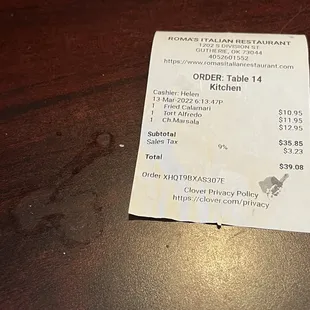 ROMA'S ITALIAN RESTAURANT
1202 S DIVISION ST
GUTHERIE, OK 73044
4052601552
https://www.romasitalianrestaurant.com
ORDER: Table 14
Kitchen
Cashier: Helen
13-Mar-2022 6:13:47P
1 Fried Calamari $10.95
1 Tort Alfredo $11.95
1 Ch Marsala $12.95
Subtotal $35.85
Sales Tax 9% $3.23
Total $39.08
Order XHQT9BXAS307E
Clover Privacy Policy
https://clover.com/privacy